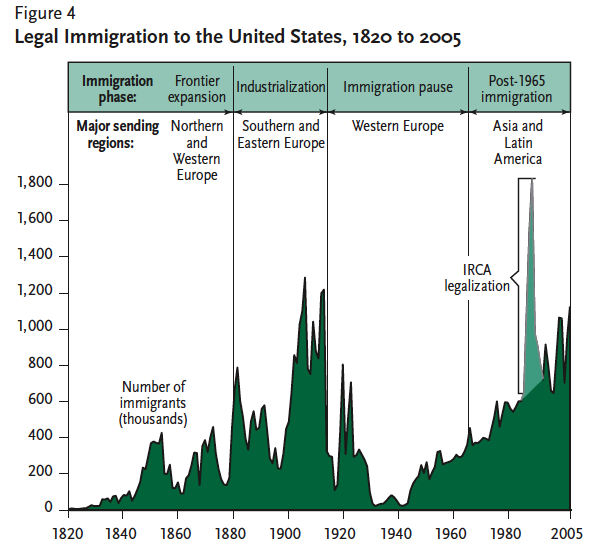 Figure 4
Legal Immigration to the United States, 1820 to 2005
Immigration phase:
Frontier expansion
Industrialization
Immigration pause
Post-1965 immigration
Major sending regions:
Northern and Western Europe
Southern and Eastern Europe
Western Europe
Asia and Latin America
1,800
1,600
1,400
1,200
1,000
800
600
400
200
0
IRCA legalization
Number of immigrants (thousands)
1820 1840 1860 1880 1900 1920 1940 1960 1980 2005